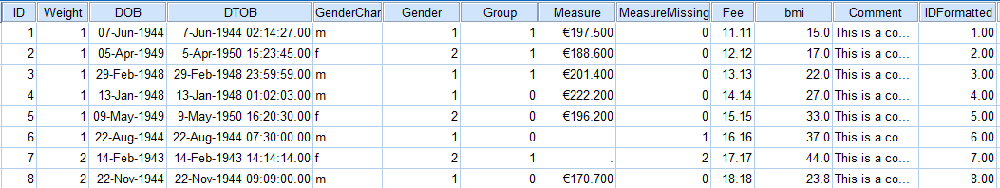 ID Weight DOB DTOB GenderChar Gender Group Measure MeasureMissing Fee bmi Comment IDFormatted
1 1 07-Jun-1944 7-Jun-1944 02:14:27.00 m 1 1 €197.500 0 11.11 15.0 This is a co... 1.00
2 1 05-Apr-1949 5-Apr-1950 15:23:45.00 f 2 1 €188.600 0 12.12 17.0 This is a co... 2.00
3 1 29-Feb-1948 29-Feb-1948 23:59:59.00 m 1 1 €201.400 0 13.13 22.0 This is a co... 3.00
4 1 13-Jan-1948 13-Jan-1948 01:02:03.00 m 1 0 €222.200 0 14.14 27.0 This is a co... 4.00
5 1 09-May-1949 9-May-1950 16:20:30.00 f 2 0 €196.200 0 15.15 33.0 This is a co... 5.00
6 1 22-Aug-1944 22-Aug-1944 07:30:00.00 m 1 0 . 1 16.16 37.0 This is a co... 6.00
7 2 14-Feb-1943 14-Feb-1943 14:14:14.00 f 2 1 . 2 17.17 44.0 This is a co... 7.00
8 2 22-Nov-1944 22-Nov-1944 09:09:00.00 m 1 0 €170.700 0 18.18 23.8 This is a co... 8.00